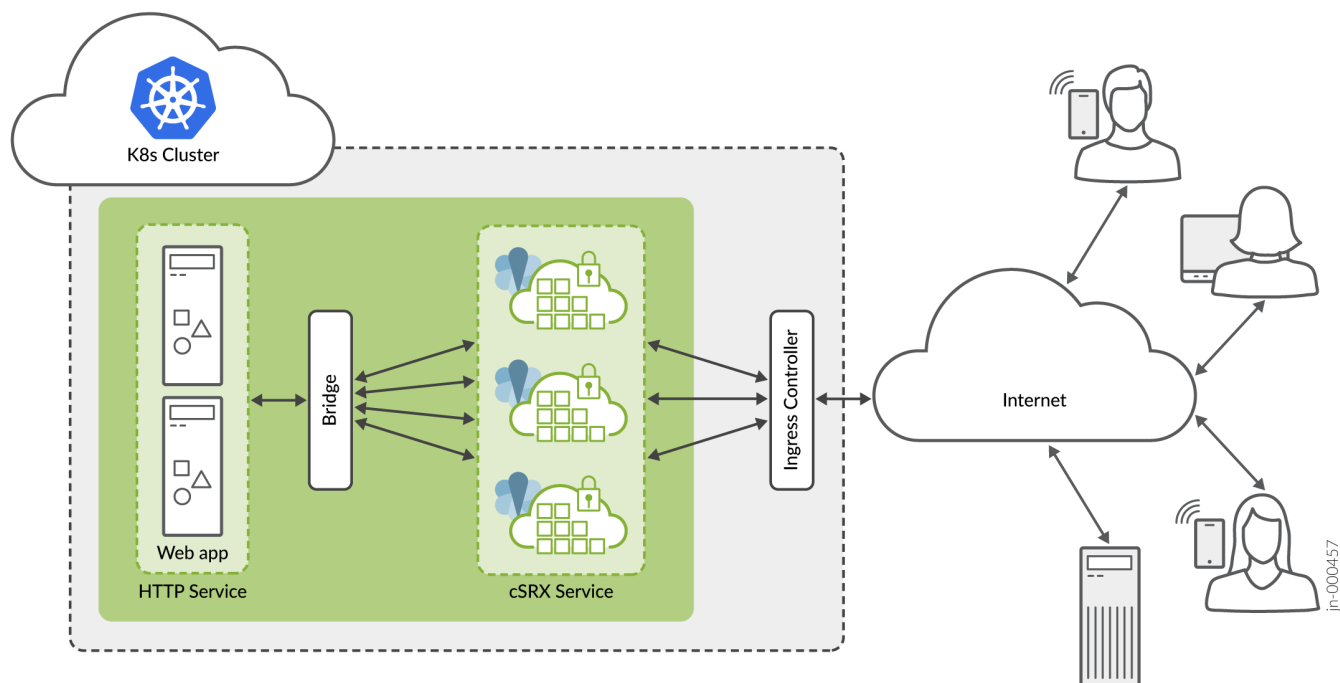 K8s Cluster
Web app
HTTP Service
Bridge
cSRX Service
Ingress Controller
Internet
jn-000457